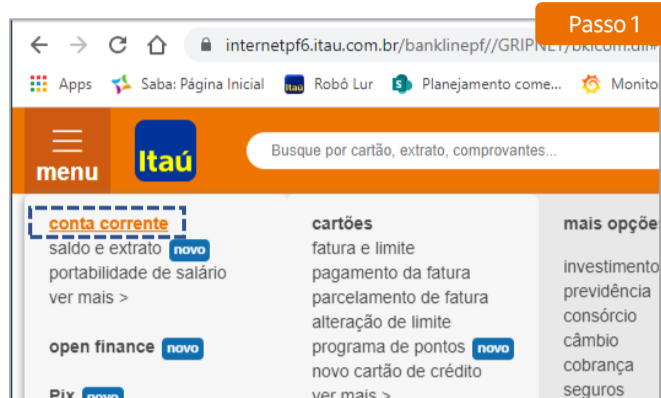 Passo 1
internetpf6.itau.com.br/banklinepf//GRIPNET/bklcom.dll#
Apps Saba: Página Inicial Itaú Robô Lur Planejamento come... Monito
menu
Itaú
Busque por cartão, extrato, comprovantes...
conta corrente
saldo e extrato novo
portabilidade de salário
ver mais >
open finance novo
Pix novo
cartões
fatura e limite
pagamento da fatura
parcelamento de fatura
alteração de limite
programa de pontos novo
novo cartão de crédito
ver mais >
mais opçõe
investimento
previdência
consórcio
câmbio
cobrança
seguros